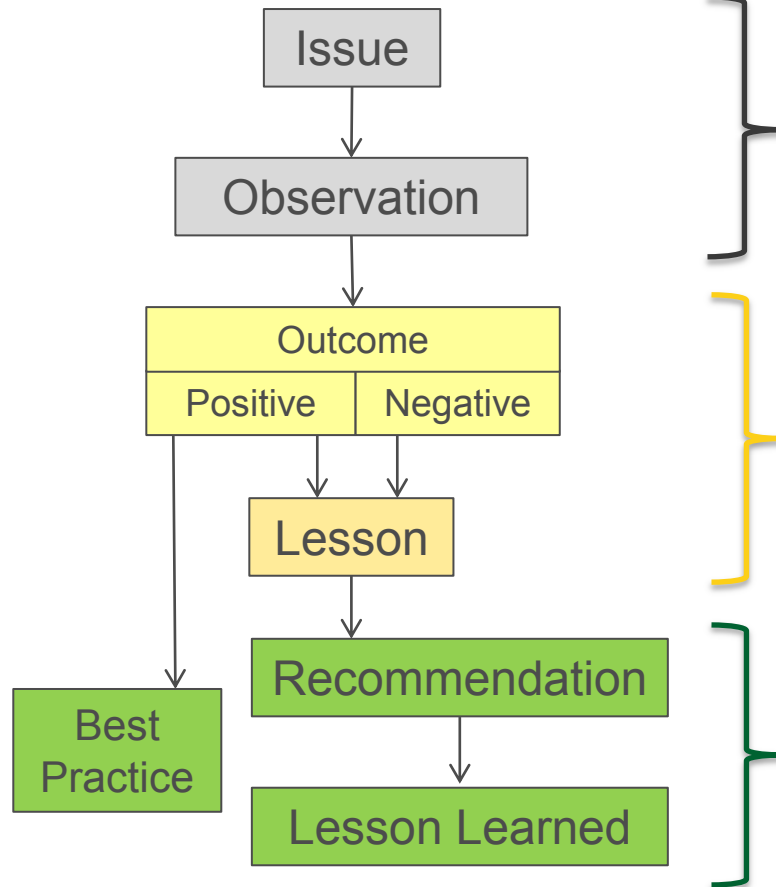 Issue
Observation
Outcome
Positive
Negative
Lesson
Recommendation
Best
Practice
Lesson Learned